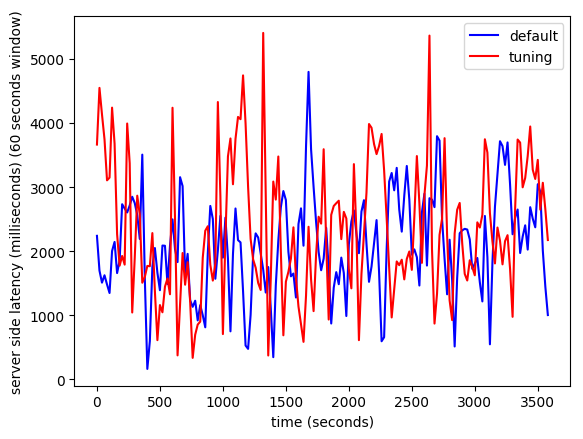 server side latency (milliseconds) (60 seconds window)
5000
4000
3000
2000
1000
0
default
tuning
0 500 1000 1500 2000 2500 3000 3500
time (seconds)